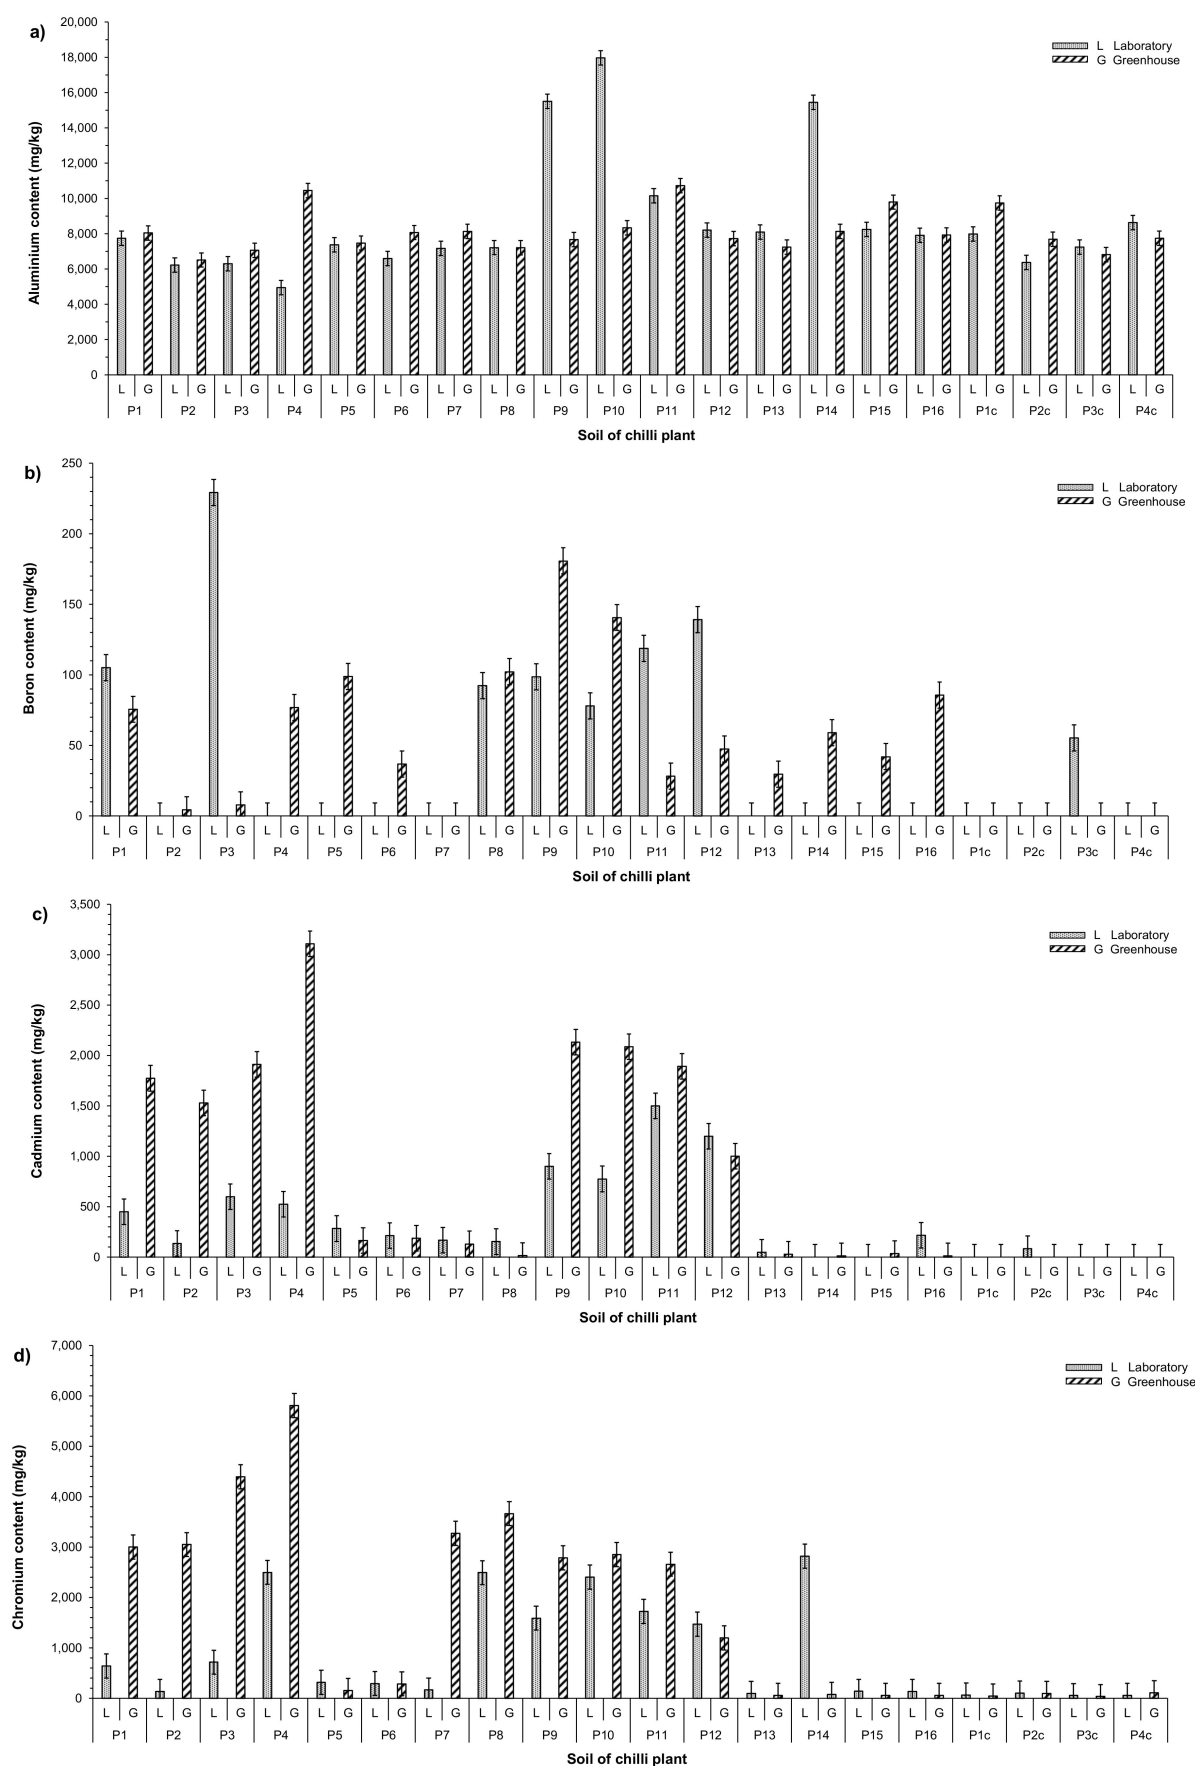 a)
Aluminium content (mg/kg)
20,000
18,000
16,000
14,000
12,000
10,000
8,000
6,000
4,000
2,000
0
L Laboratory
G Greenhouse
L G L G L G L G L G L G L G L G L G L G L G L G L G L G L G L G L G L G L G L G
P1 P2 P3 P4 P5 P6 P7 P8 P9 P10 P11 P12 P13 P14 P15 P16 P1c P2c P3c P4c
Soil of chilli plant
b)
Boron content (mg/kg)
250
200
150
100
50
0
L Laboratory
G Greenhouse
L G L G L G L G L G L G L G L G L G L G L G L G L G L G L G L G L G L G L G L G
P1 P2 P3 P4 P5 P6 P7 P8 P9 P10 P11 P12 P13 P14 P15 P16 P1c P2c P3c P4c
Soil of chilli plant
c)
Cadmium content (mg/kg)
3,500
3,000
2,500
2,000
1,500
1,000
500
0
L Laboratory
G Greenhouse
L G L G L G L G L G L G L G L G L G L G L G L G L G L G L G L G L G L G L G L G
P1 P2 P3 P4 P5 P6 P7 P8 P9 P10 P11 P12 P13 P14 P15 P16 P1c P2c P3c P4c
Soil of chilli plant
d)
Chromium content (mg/kg)
7,000
6,000
5,000
4,000
3,000
2,000
1,000
0
L Laboratory
G Greenhouse
L G L G L G L G L G L G L G L G L G L G L G L G L G L G L G L G L G L G L G L G
P1 P2 P3 P4 P5 P6 P7 P8 P9 P10 P11 P12 P13 P14 P15 P16 P1c P2c P3c P4c
Soil of chilli plant